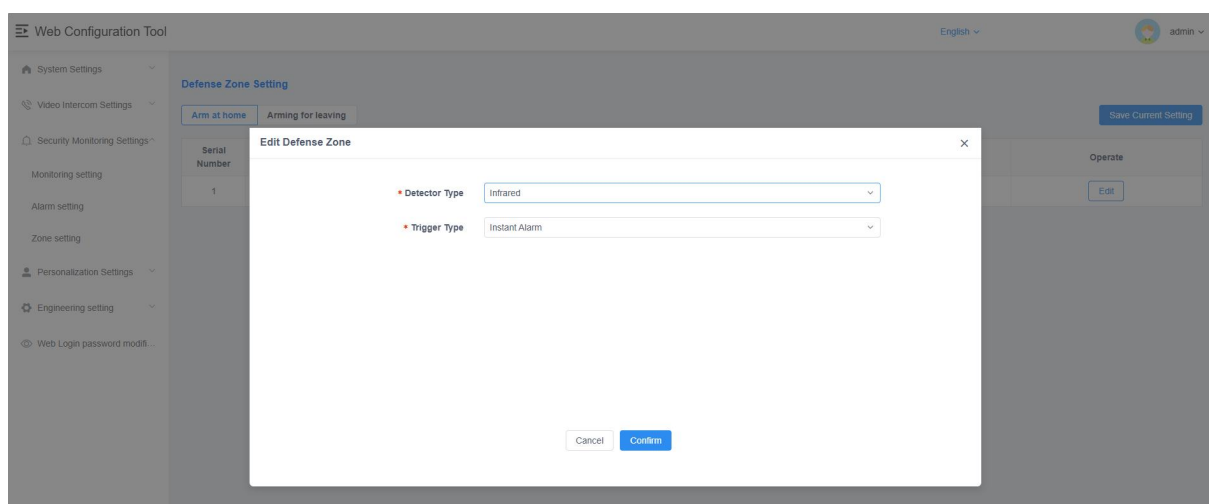 Web Configuration Tool
English
admin
System Settings
Video Intercom Settings
Security Monitoring Settings
Monitoring setting
Alarm setting
Zone setting
Personalization Settings
Engineering setting
Web Login password modifi...
Defense Zone Setting
Arm at home
Arming for leaving
Save Current Setting
Serial
Number
Operate
1
Edit
Edit Defense Zone
* Detector Type
Infrared
* Trigger Type
Instant Alarm
Cancel
Confirm